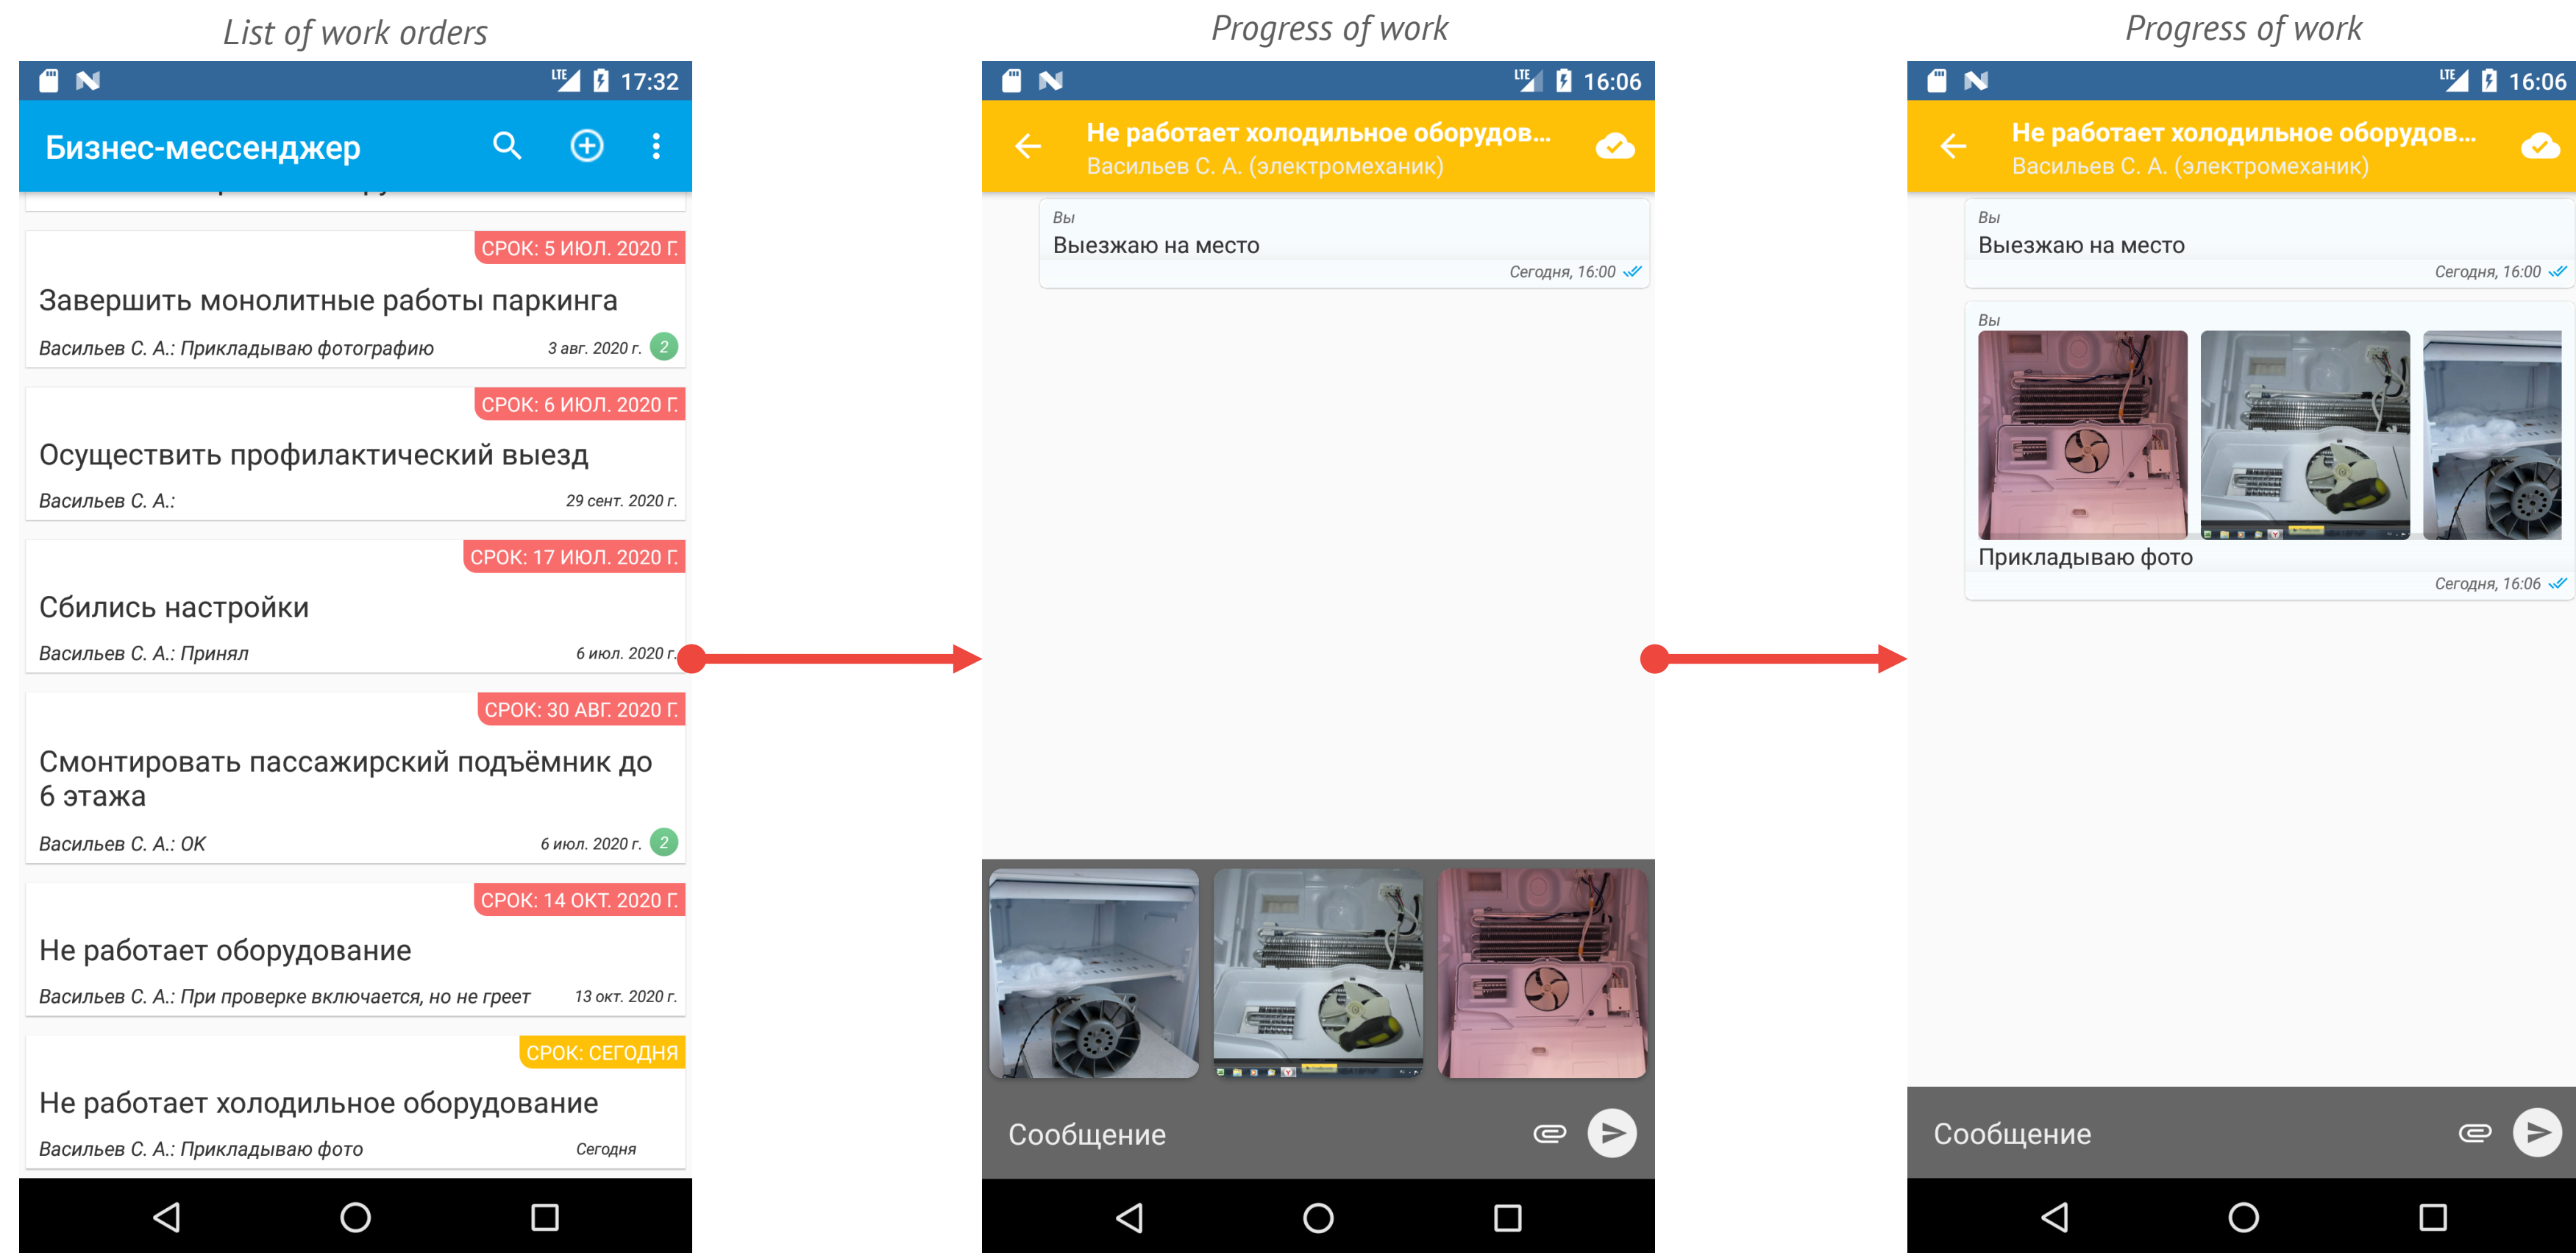 List of work orders
LTE 17:32
Бизнес-мессенджер
СРОК: 5 ИЮЛ. 2020 Г.
Завершить монолитные работы паркинга
Васильев С. А.: Прикладываю фотографию 3 авг. 2020 г. 2
СРОК: 6 ИЮЛ. 2020 Г.
Осуществить профилактический выезд
Васильев С. А.: 29 сент. 2020 г.
СРОК: 17 ИЮЛ. 2020 Г.
Сбились настройки
Васильев С. А.: Принял 6 июл. 2020 г.
СРОК: 30 АВГ. 2020 Г.
Смонтировать пассажирский подъёмник до
6 этажа
Васильев С. А.: ОК 6 июл. 2020 г. 2
СРОК: 14 ОКТ. 2020 Г.
Не работает оборудование
Васильев С. А.: При проверке включается, но не греет 13 окт. 2020 г.
СРОК: СЕГОДНЯ
Не работает холодильное оборудование
Васильев С. А.: Прикладываю фото Сегодня
Progress of work
LTE 16:06
Не работает холодильное оборудов...
Васильев С. А. (электромеханик)
Вы
Выезжаю на место
Сегодня, 16:00
Сообщение
Progress of work
LTE 16:06
Не работает холодильное оборудов...
Васильев С. А. (электромеханик)
Вы
Выезжаю на место
Сегодня, 16:00
Вы
Прикладываю фото
Сегодня, 16:06
Сообщение